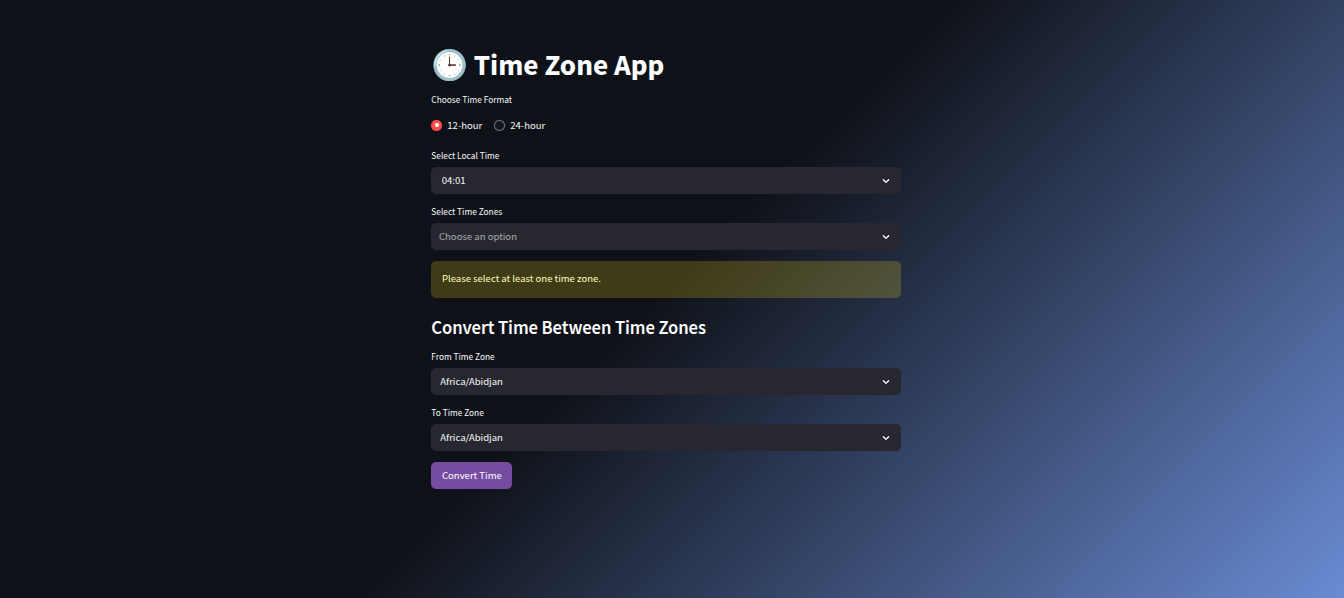 Time Zone App
Choose Time Format
12-hour 24-hour
Select Local Time
04:01
Select Time Zones
Choose an option
Please select at least one time zone.
Convert Time Between Time Zones
From Time Zone
Africa/Abidjan
To Time Zone
Africa/Abidjan
Convert Time